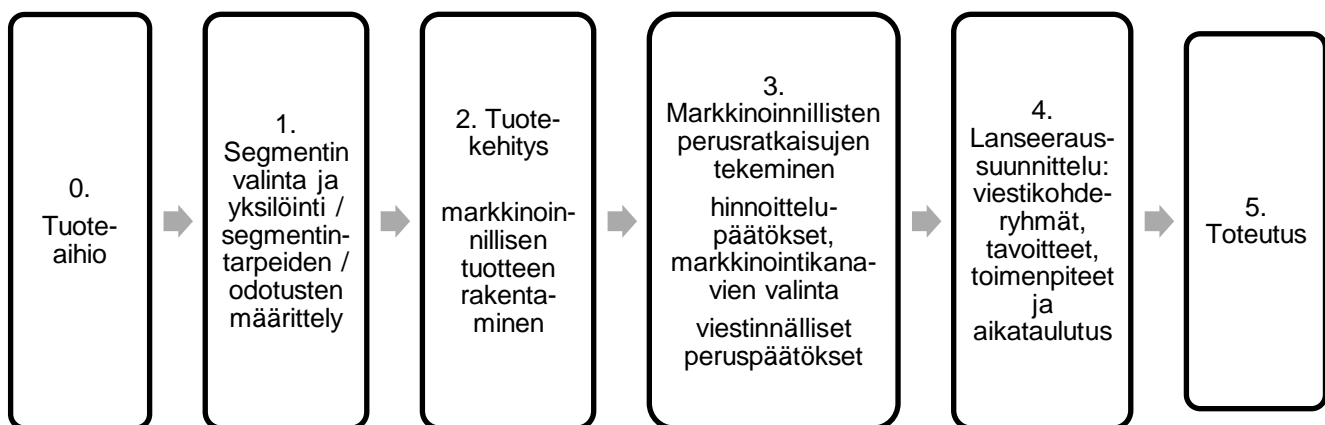 0.
Tuote-
aihio
1.
Segmentin
valinta ja
yksilöinti /
segmentin-
tarpeiden /
odotusten
määrittely
2. Tuote-
kehitys
markkinoin-
nillisen
tuotteen
rakenta-
minen
3.
Markkinoinnillisten
perusratkaisujen
tekeminen
hinnoittelu-
päätökset,
markkinointikana-
vien valinta
viestinnälliset
peruspäätökset
4.
Lanseeraus-
suunnittelu:
viestikohde-
ryhmät,
tavoitteet,
toimenpiteet
ja
aikataulutus
5.
Toteutus